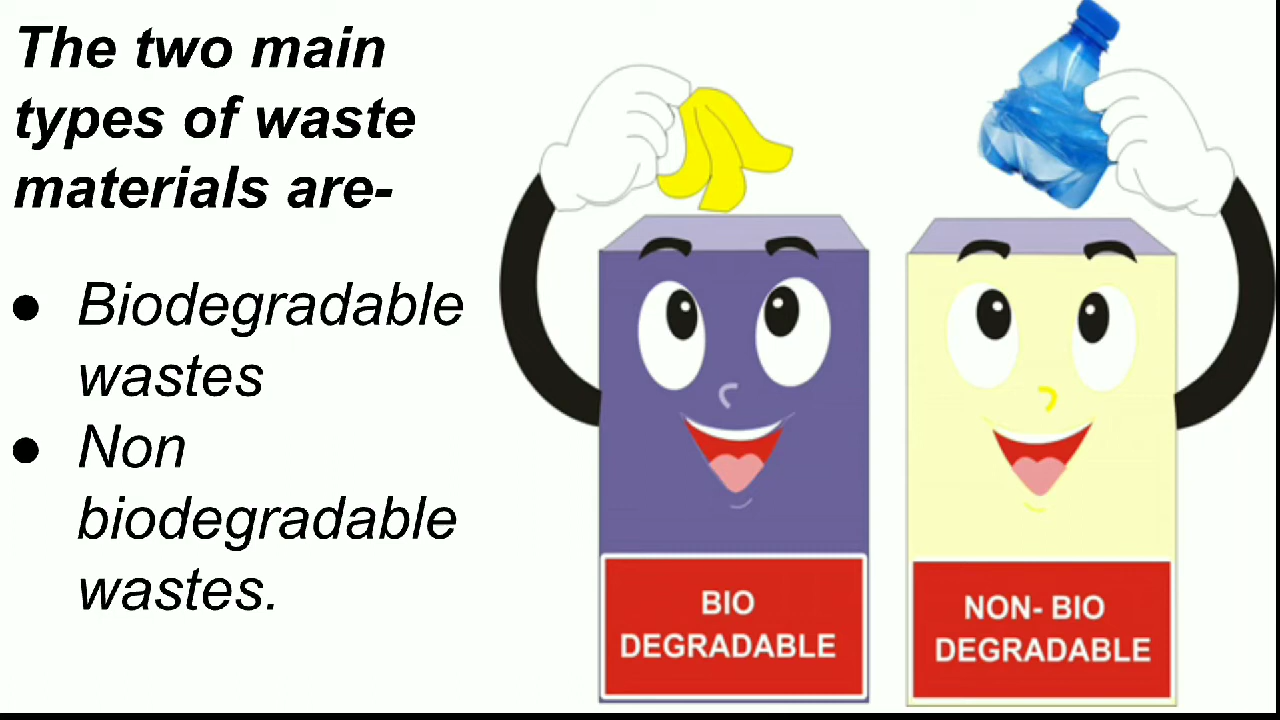 The two main
types of waste
materials are-
● Biodegradable
wastes
● Non
biodegradable
wastes.
BIO
DEGRADABLE
NON- BIO
DEGRADABLE